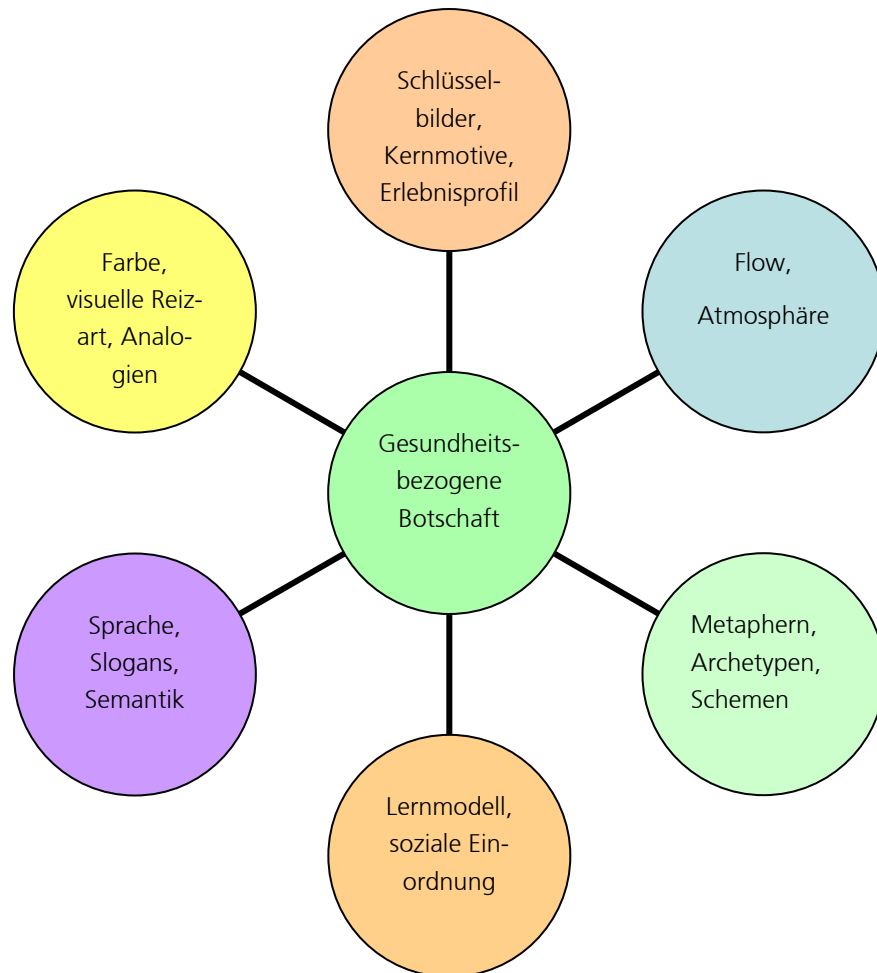 Schlüssel-
bilder,
Kernmotive,
Erlebnisprofil
Farbe,
visuelle Reiz-
art, Analo-
gien
Flow,
Atmosphäre
Gesundheits-
bezogene
Botschaft
Sprache,
Slogans,
Semantik
Metaphern,
Archetypen,
Schemen
Lernmodell,
soziale Ein-
ordnung